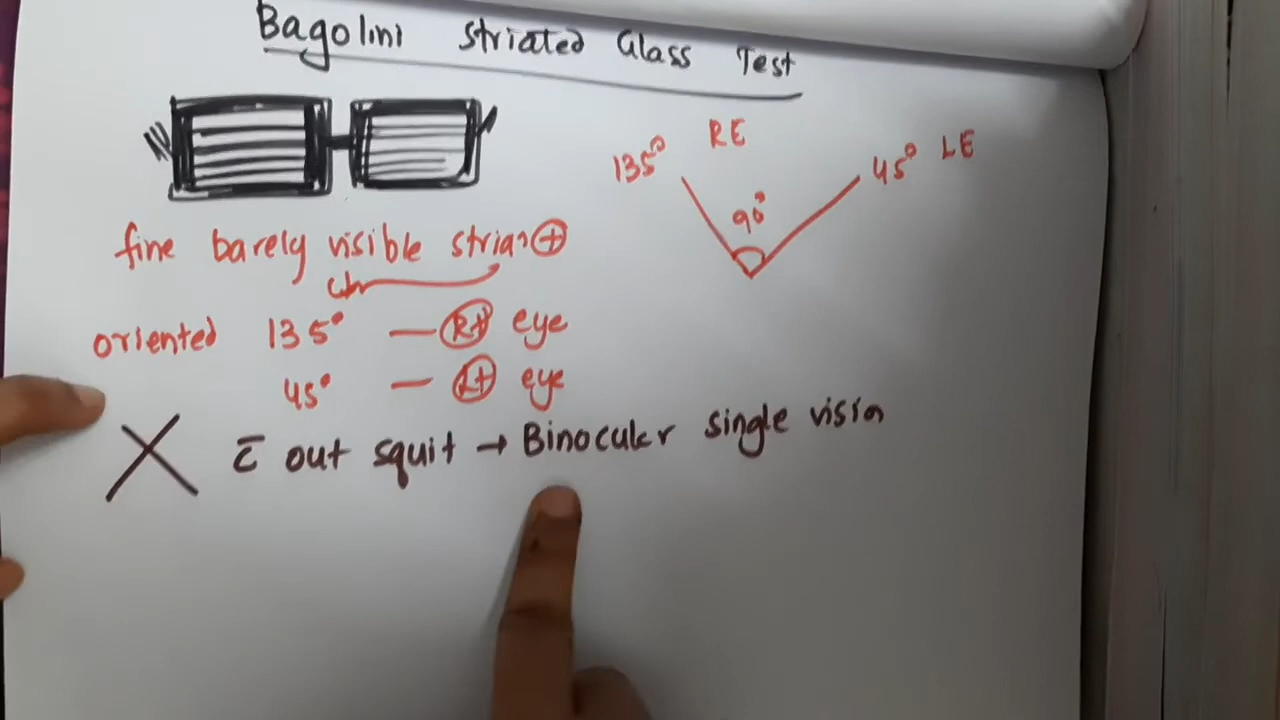 Bagolini Striated Glass Test
135° RE
45° LE
90°
fine barely visible striae ⊕
oriented 135° — Rt eye
45° — Lt eye
X c̄ out squit → Binocular single vision